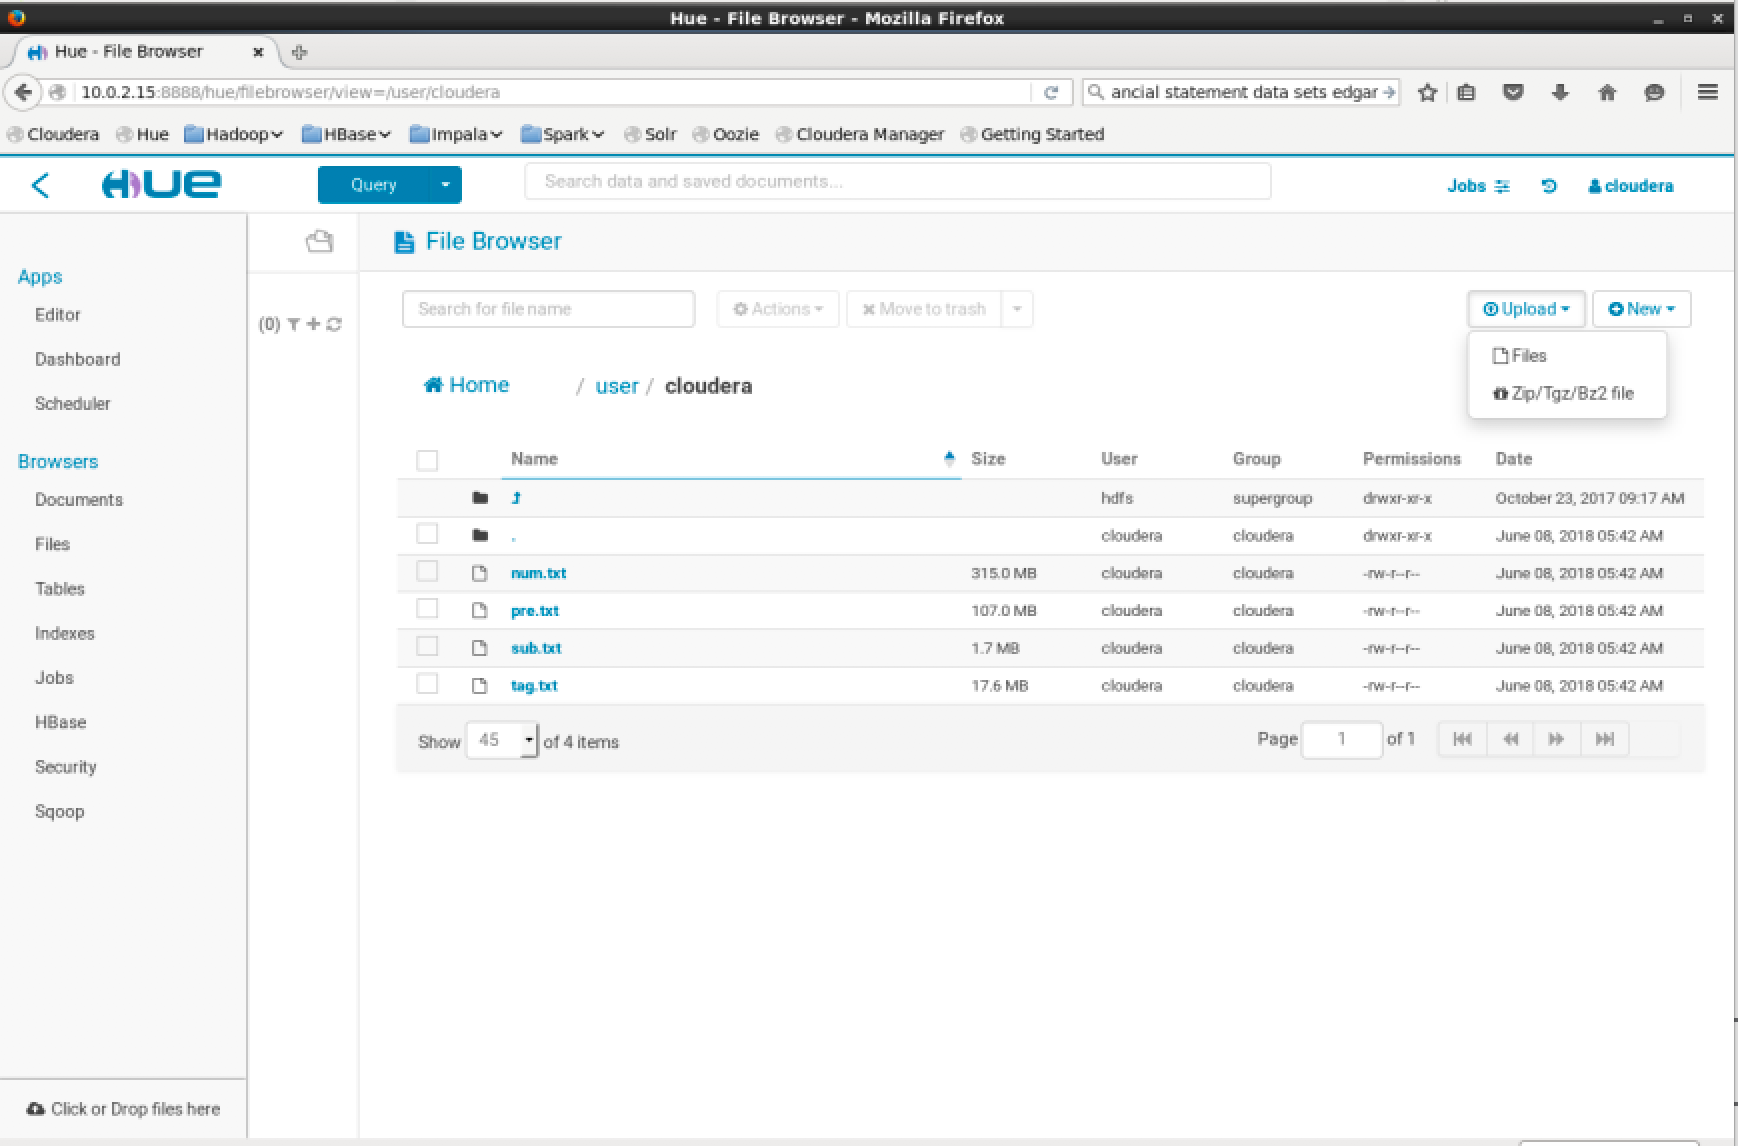 Hue - File Browser - Mozilla Firefox
Hue - File Browser
10.0.2.15:8888/hue/filebrowser/view=/user/cloudera
ancial statement data sets edgar
Cloudera Hue Hadoop HBase Impala Spark Solr Oozie Cloudera Manager Getting Started
HUE
Query
Search data and saved documents...
Jobs
cloudera
Apps
Editor
Dashboard
Scheduler
Browsers
Documents
Files
Tables
Indexes
Jobs
HBase
Security
Sqoop
Click or Drop files here
(0)
File Browser
Search for file name
Actions
Move to trash
Upload
New
Files
Zip/Tgz/Bz2 file
Home / user / cloudera
Name Size User Group Permissions Date
hdfs supergroup drwxr-xr-x October 23, 2017 09:17 AM
. cloudera cloudera drwxr-xr-x June 08, 2018 05:42 AM
num.txt 315.0 MB cloudera cloudera -rw-r--r-- June 08, 2018 05:42 AM
pre.txt 107.0 MB cloudera cloudera -rw-r--r-- June 08, 2018 05:42 AM
sub.txt 1.7 MB cloudera cloudera -rw-r--r-- June 08, 2018 05:42 AM
tag.txt 17.6 MB cloudera cloudera -rw-r--r-- June 08, 2018 05:42 AM
Show 45 of 4 items
Page 1 of 1